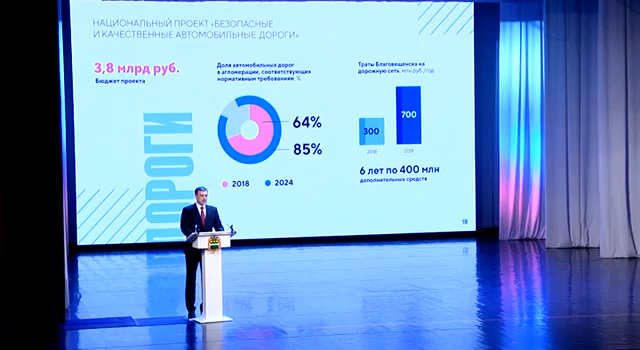 НАЦИОНАЛЬНЫЙ ПРОЕКТ «БЕЗОПАСНЫЕ
И КАЧЕСТВЕННЫЕ АВТОМОБИЛЬНЫЕ ДОРОГИ»
3,8 млрд руб.
Бюджет проекта
ДОРОГИ
Доля автомобильных дорог
в агломерации, соответствующих
нормативным требованиям, %
64%
85%
2018
2024
Траты Благовещенска на
дорожную сеть, млн руб./год
300
700
2018
2019
6 лет по 400 млн
дополнительных средств
18